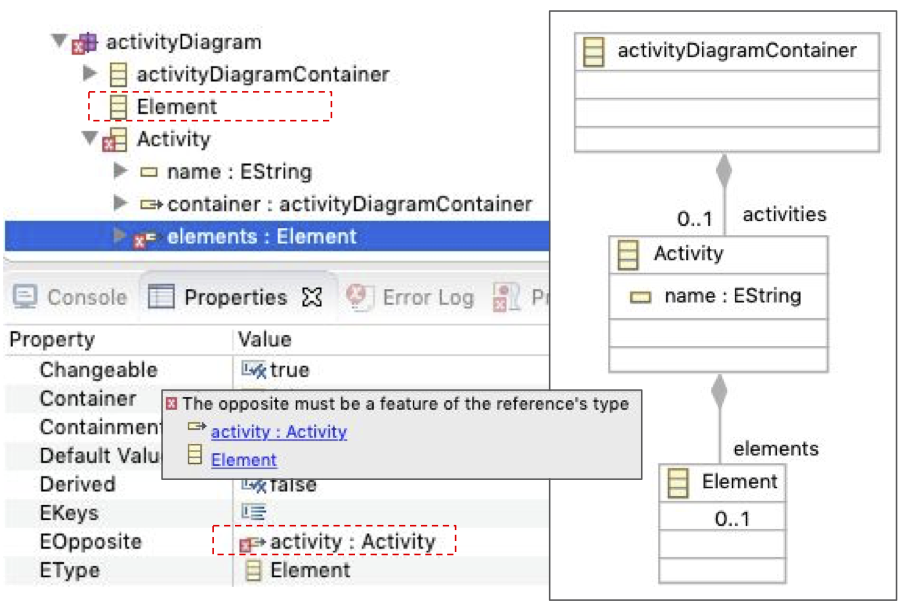 activityDiagram
activityDiagramContainer
Element
Activity
name : EString
container : activityDiagramContainer
elements : Element
Console
Properties
Error Log
Property
Value
Changeable
true
Container
Containment
Default Valu
Derived
false
EKeys
EOpposite
activity : Activity
EType
Element
The opposite must be a feature of the reference's type
activity : Activity
Element
activityDiagramContainer
0..1
activities
Activity
name : EString
elements
Element
0..1